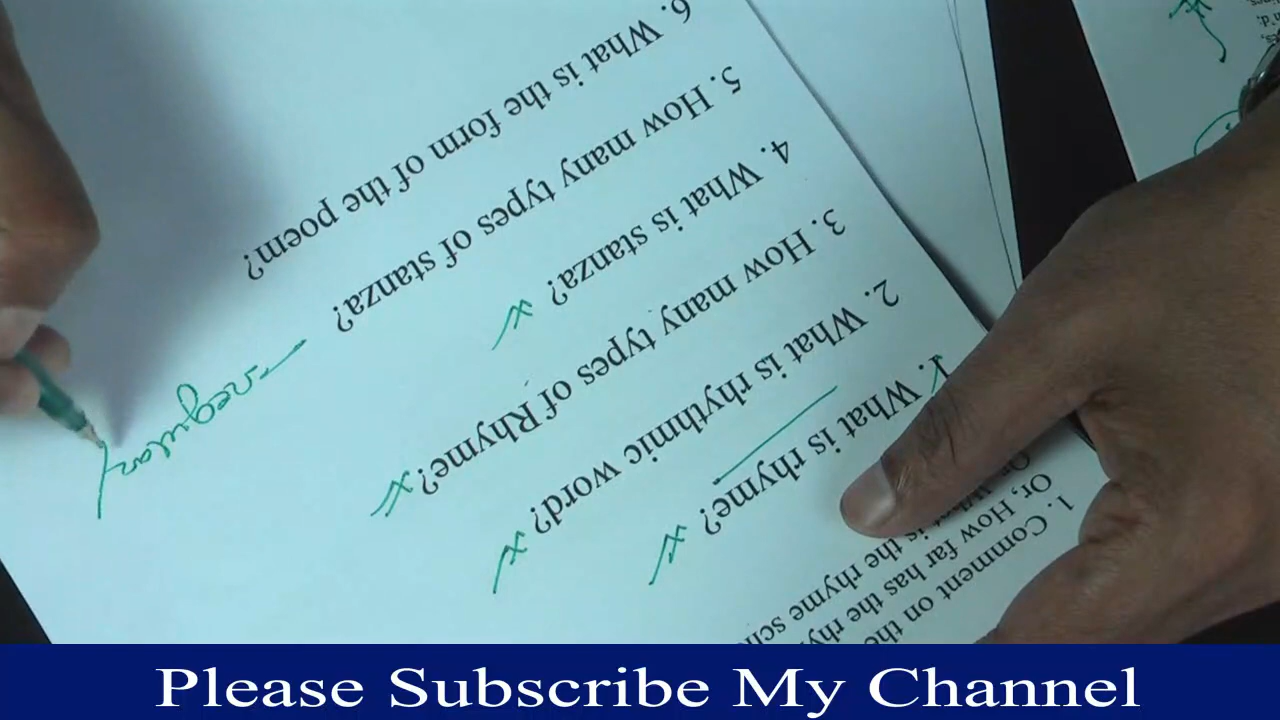 1. Comment on the
Or, How far has the rhy
Or, What is the rhyme sch
1. What is rhyme? x
2. What is rhythmic word? x
3. How many types of Rhyme? x
4. What is stanza? x
5. How many types of stanza? — regular
6. What is the form of the poem?
Please Subscribe My Channel